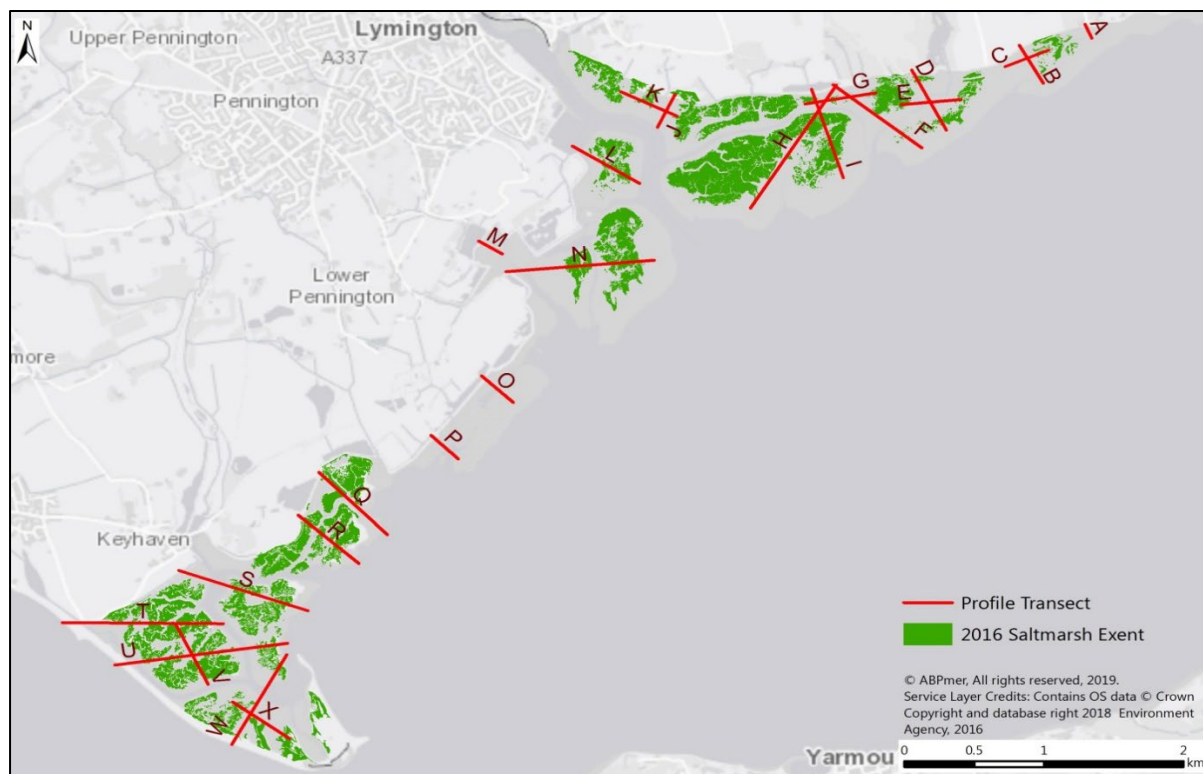 N
Upper Pennington
Lymington
A337
Pennington
A
C
B
D
G
E
F
K
J
H
I
L
M
N
Lower
Pennington
more
O
P
Q
R
Keyhaven
S
T
U
V
W
X
Profile Transect
2016 Saltmarsh Exent
© ABPmer, All rights reserved, 2019.
Service Layer Credits: Contains OS data © Crown
Copyright and database right 2018 Environment
Agency, 2016
Yarmou
0 0.5 1 2
km